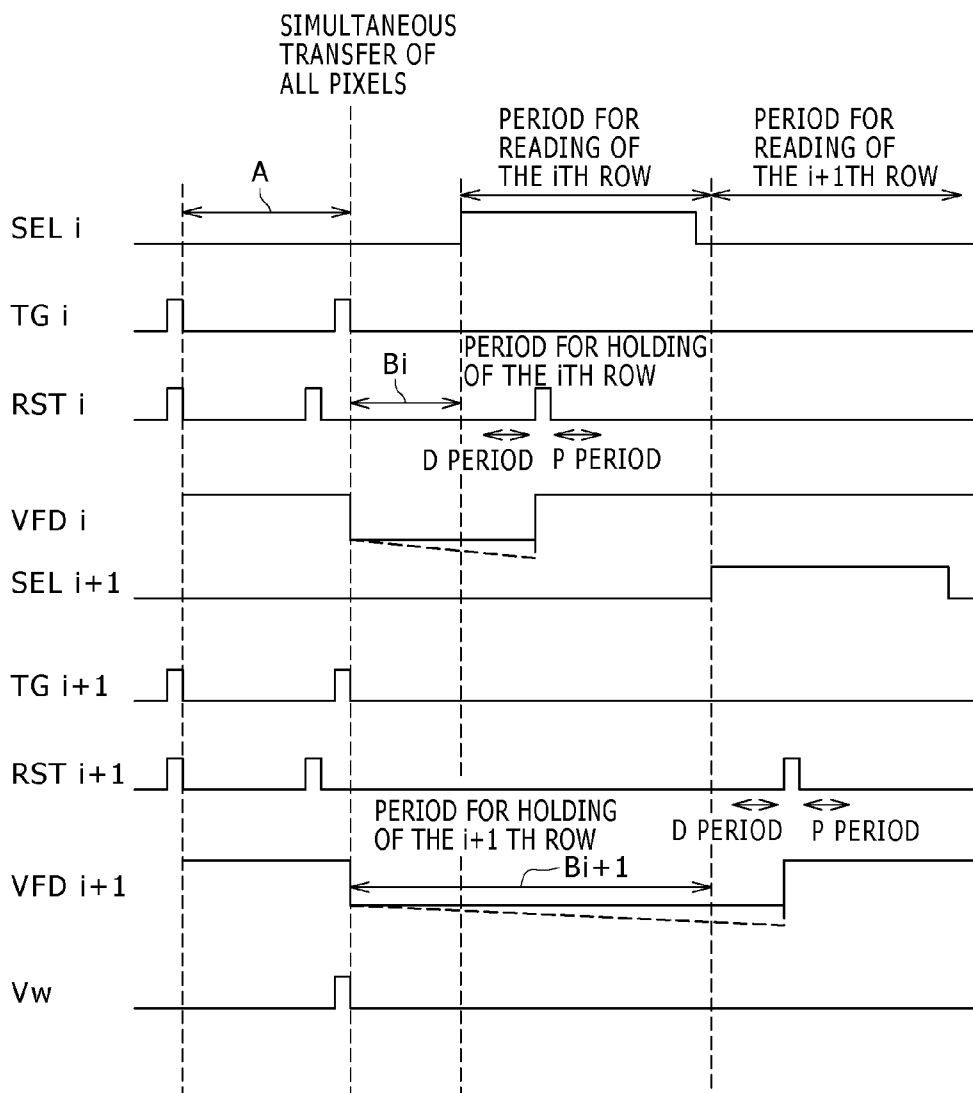 SIMULTANEOUS
TRANSFER OF
ALL PIXELS
PERIOD FOR
READING OF
THE iTH ROW
PERIOD FOR
READING OF
THE i+1TH ROW
A
SEL i
TG i
PERIOD FOR HOLDING
OF THE iTH ROW
Bi
RST i
D PERIOD
P PERIOD
VFD i
SEL i+1
TG i+1
RST i+1
PERIOD FOR HOLDING
OF THE i+1 TH ROW
D PERIOD
P PERIOD
Bi+1
VFD i+1
Vw